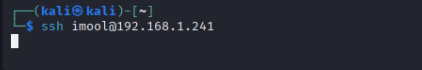 ┌──(kali㉿kali)-[~]
└─$ ssh imool@192.168.1.241